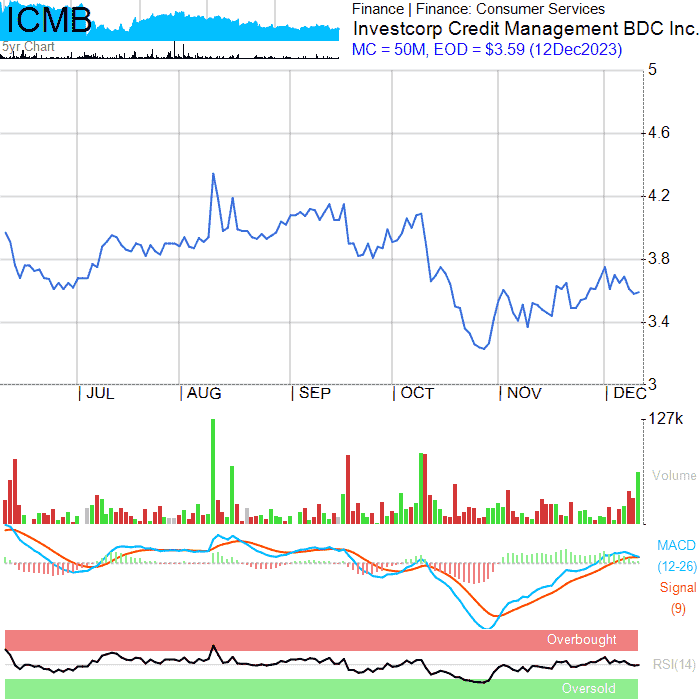 ICMB
5yr Chart
Finance | Finance: Consumer Services
Investcorp Credit Management BDC Inc.
MC = 50M, EOD = $3.59 (12Dec2023)
5
4.6
4.2
3.8
3.4
3
JUL
AUG
SEP
OCT
NOV
DEC
127k
Volume
MACD
(12-26)
Signal
(9)
Overbought
RSI(14)
Oversold